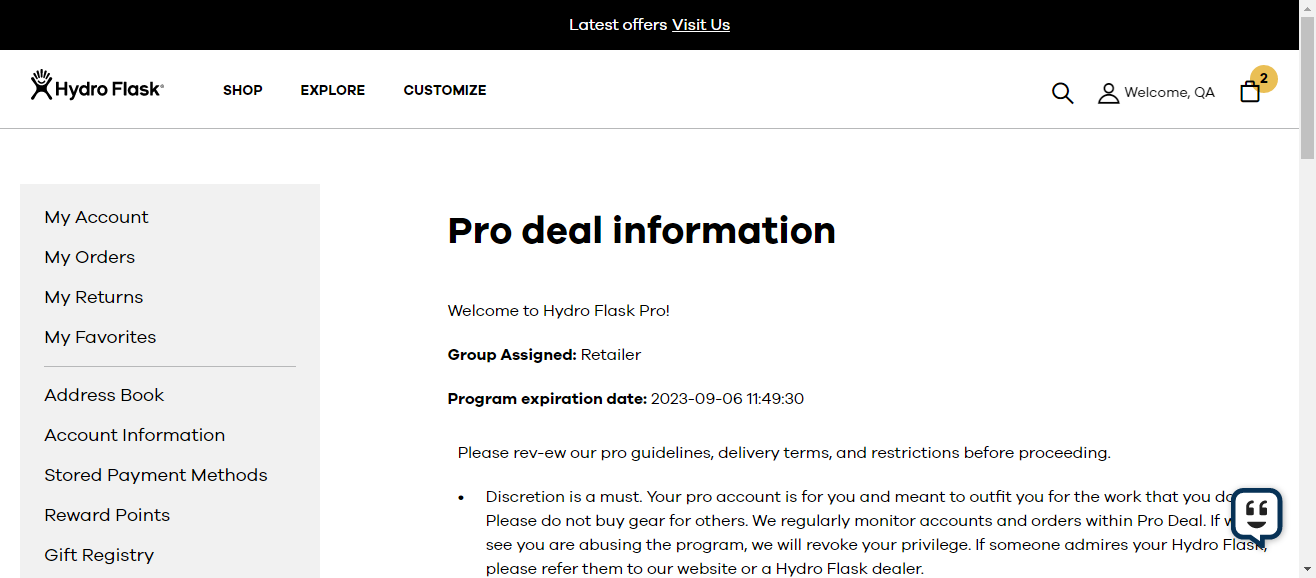 Latest offers Visit Us
Hydro Flask
SHOP EXPLORE CUSTOMIZE
Welcome, QA
2
My Account
My Orders
My Returns
My Favorites
Address Book
Account Information
Stored Payment Methods
Reward Points
Gift Registry
Pro deal information
Welcome to Hydro Flask Pro!
Group Assigned: Retailer
Program expiration date: 2023-09-06 11:49:30
Please rev-ew our pro guidelines, delivery terms, and restrictions before proceeding.
• Discretion is a must. Your pro account is for you and meant to outfit you for the work that you do
Please do not buy gear for others. We regularly monitor accounts and orders within Pro Deal. If
see you are abusing the program, we will revoke your privilege. If someone admires your Hydro Flask,
please refer them to our website or a Hydro Flask dealer.